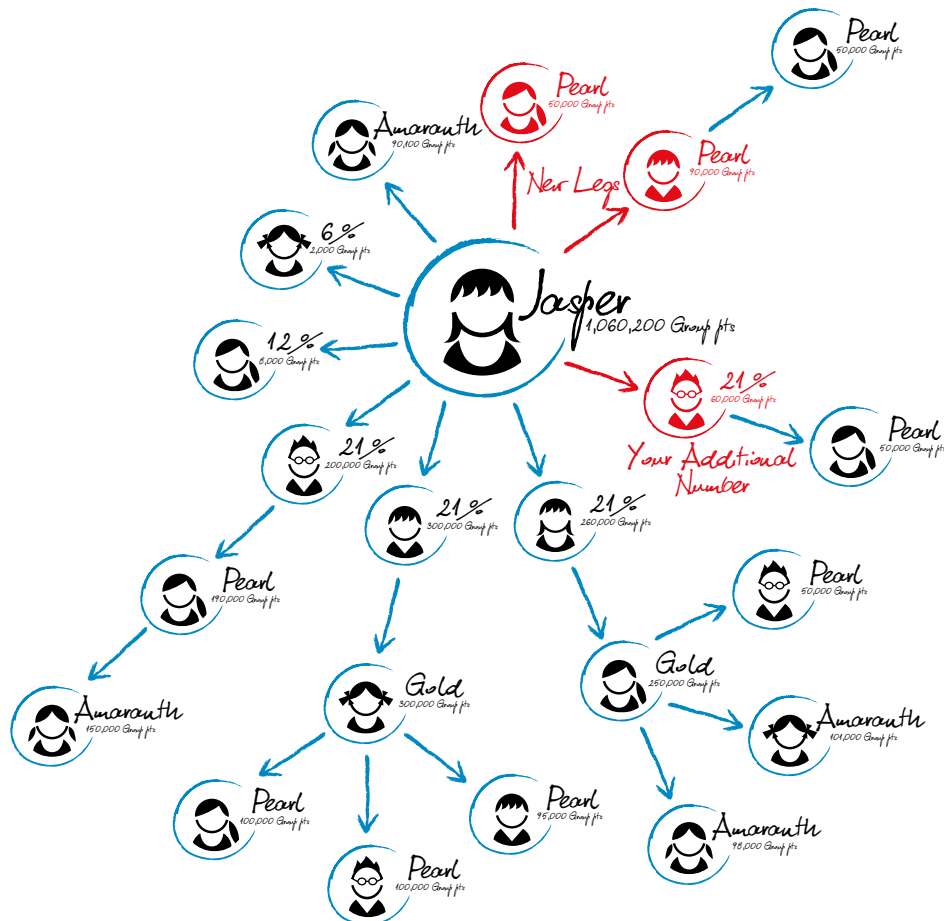 Pearl
50,000 Group pts
Pearl
50,000 Group pts
Amaranth
90,100 Group pts
Pearl
90,000 Group pts
New Legs
6%
2,000 Group pts
Jasper
1,060,200 Group pts
12%
8,000 Group pts
21%
60,000 Group pts
Your Additional
Number
Pearl
50,000 Group pts
21%
200,000 Group pts
21%
300,000 Group pts
21%
260,000 Group pts
Pearl
190,000 Group pts
Pearl
50,000 Group pts
Gold
250,000 Group pts
Gold
300,000 Group pts
Amaranth
150,000 Group pts
Amaranth
101,000 Group pts
Pearl
100,000 Group pts
Pearl
95,000 Group pts
Amaranth
98,000 Group pts
Pearl
100,000 Group pts